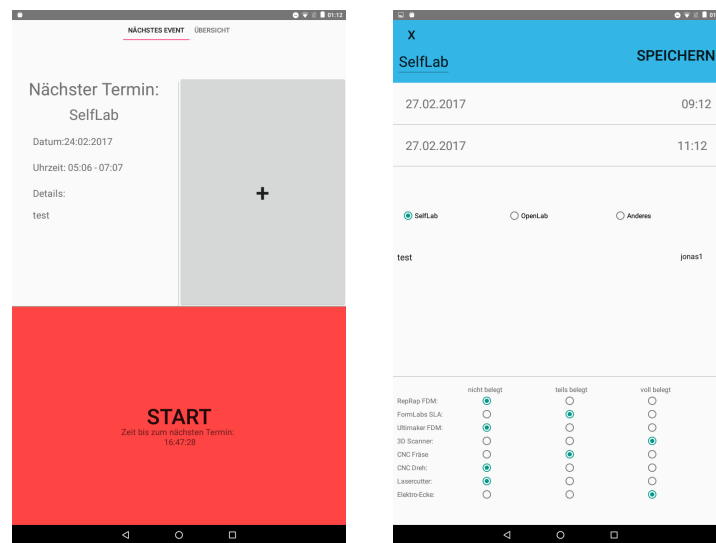 01:12
NÄCHSTES EVENT ÜBERSICHT
Nächster Termin:
SelfLab
Datum:24:02:2017
Uhrzeit: 05:06 - 07:07
Details:
test
+
START
Zeit bis zum nächsten Termin:
16:47:28
X
SelfLab
SPEICHERN
27.02.2017 09:12
27.02.2017 11:12
SelfLab OpenLab Anderes
test jonas1
nicht belegt teils belegt voll belegt
RepRap FDM:
FormLabs SLA:
Ultimaker FDM:
3D Scanner:
CNC Fräse
CNC Dreh:
Lasercutter:
Elektro-Ecke: